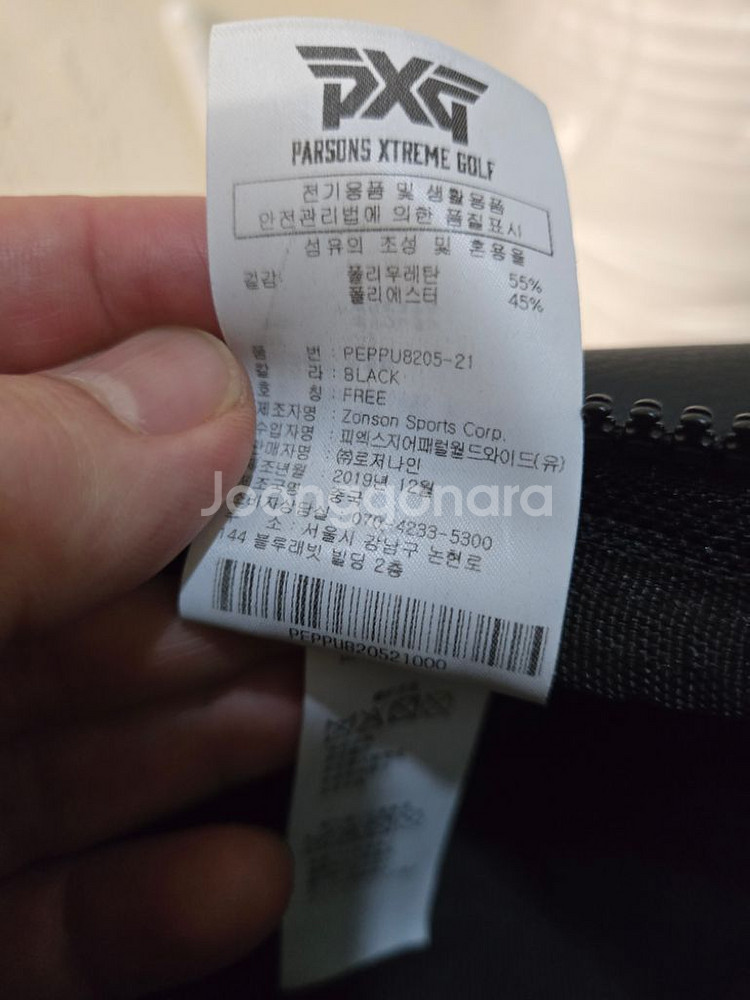 PXG
PARSONS XTREME GOLF
전기용품 및 생활용품
안전관리법에 의한 품질표시
섬유의 조성 및 혼용율
겉감: 폴리우레탄 55%
폴리에스터 45%
품 번 : PEPPU8205-21
컬 라 : BLACK
호 칭 : FREE
제조자명 : Zonson Sports Corp.
수입자명 : 피엑스지어패럴월드와이드(유)
판매자명 : ㈜로저나인
제조년월 : 2019년 12월
제조국명 : 중국
Joonggonara
자상담실 : 070-4233-5300
소 : 서울시 강남구 논현로
144 블루래빗 빌딩 2층
PEPPU820521000